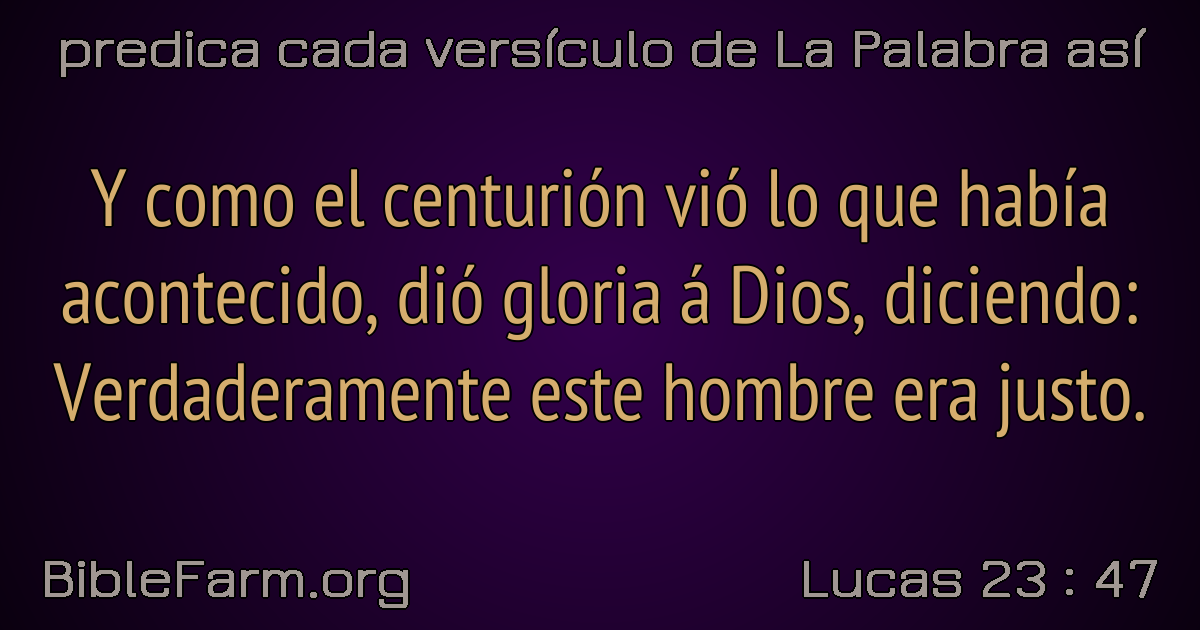 predica cada versículo de La Palabra así
Y como el centurión vió lo que había
acontecido, dió gloria á Dios, diciendo:
Verdaderamente este hombre era justo.
BibleFarm.org
Lucas 23 : 47